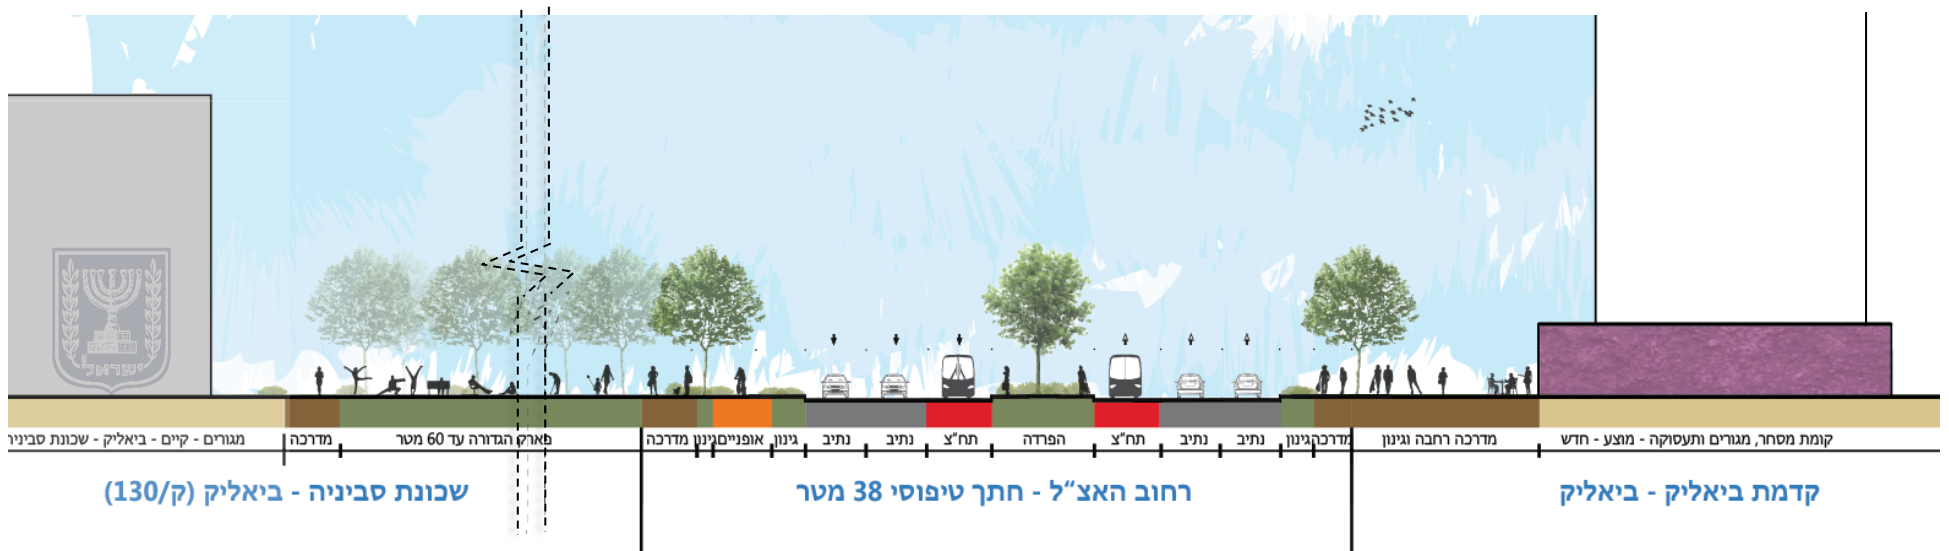 ישראל
קומת מסחר, מגורים ותעסוקה - מוצע - חדש
מדרכה רחבה וגינון
מדרכה
גינון
נתיב
נתיב
תח"צ
הפרדה
תח"צ
נתיב
נתיב
גינון
אופניים
גינון
מדרכה
פארק הגדורה עד 60 מטר
מדרכה
מגורים - קיים - ביאליק - שכונת סביניה
קדמת ביאליק - ביאליק
רחוב האצ“ל - חתך טיפוסי 38 מטר
שכונת סביניה - ביאליק (ק/130)